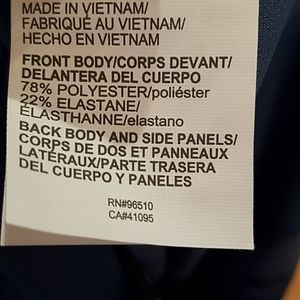 MADE IN VIETNAM/
FABRIQUÉ AU VIETNAM/
HECHO EN VIETNAM
FRONT BODY/CORPS DEVANT/
DELANTERA DEL CUERPO
78% POLYESTER/poliéster
22% ELASTANE/
ÉLASTHANNE/elastano
BACK BODY AND SIDE PANELS/
CORPS DE DOS ET PANNEAUX
LATÉRAUX/PARTE TRASERA
DEL CUERPO Y PANELES
RN#96510
CA#41095